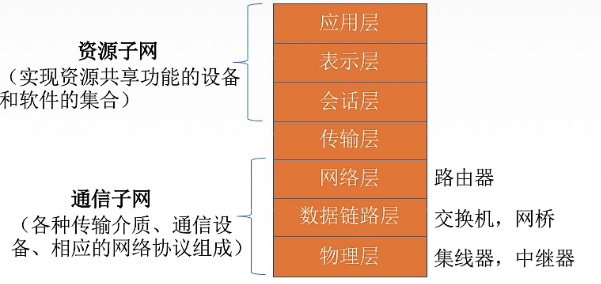 资源子网
（实现资源共享功能的设备
和软件的集合）
通信子网
（各种传输介质、通信设
备、相应的网络协议组成）
应用层
表示层
会话层
传输层
网络层
数据链路层
物理层
路由器
交换机，网桥
集线器，中继器